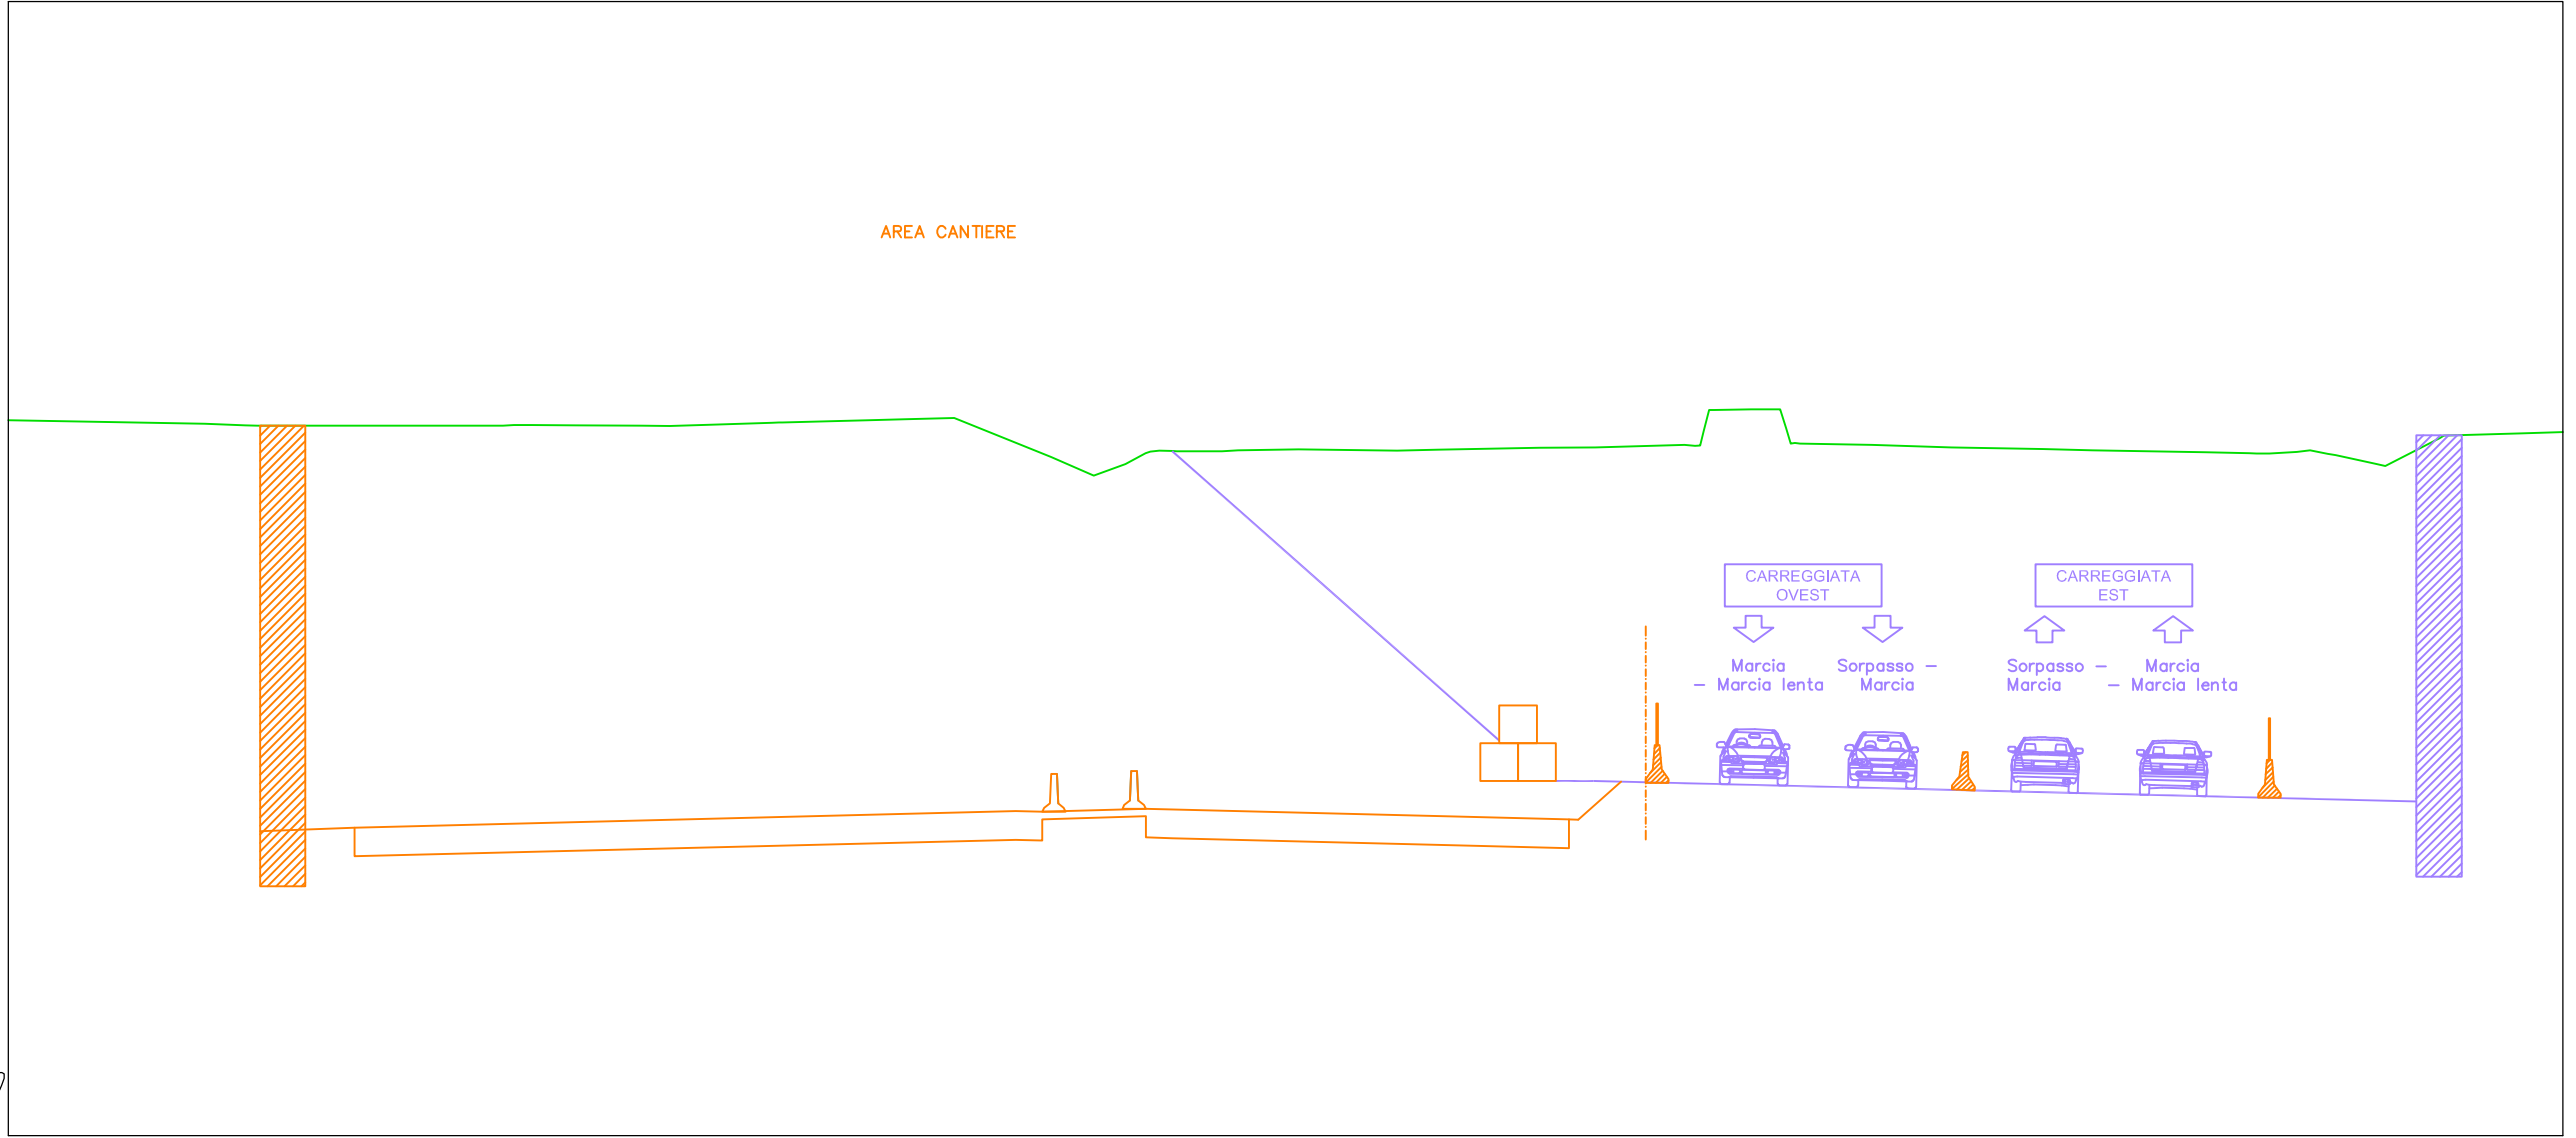 AREA CANTIERE
CARREGGIATA
OVEST
CARREGGIATA
EST
Marcia
- Marcia lenta
Sorpasso -
Marcia
Sorpasso -
Marcia
Marcia
- Marcia lenta